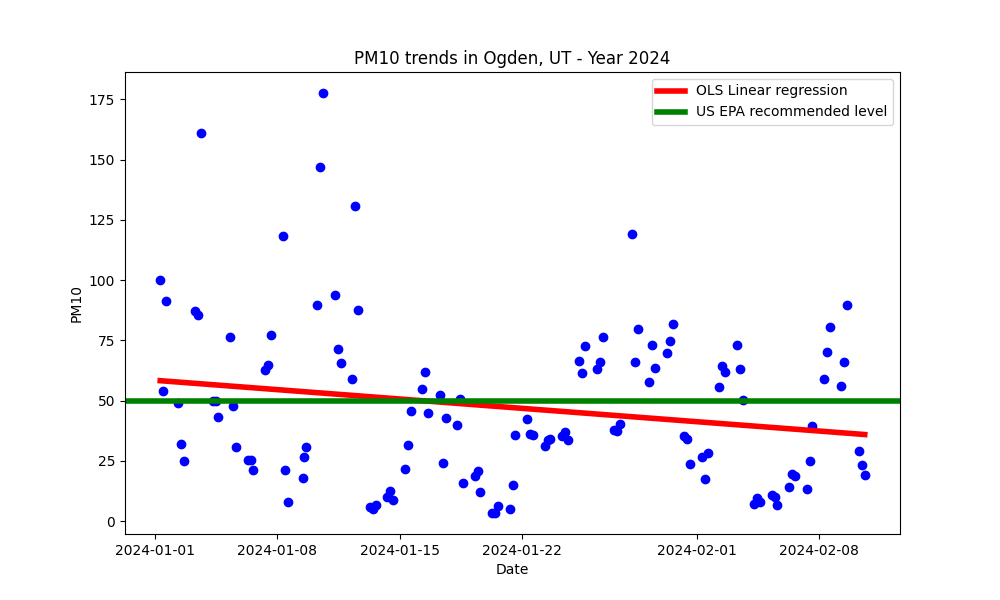 PM10 trends in Ogden, UT - Year 2024
OLS Linear regression
US EPA recommended level
175
150
125
100
75
50
25
0
PM10
2024-01-01 2024-01-08 2024-01-15 2024-01-22 2024-02-01 2024-02-08
Date